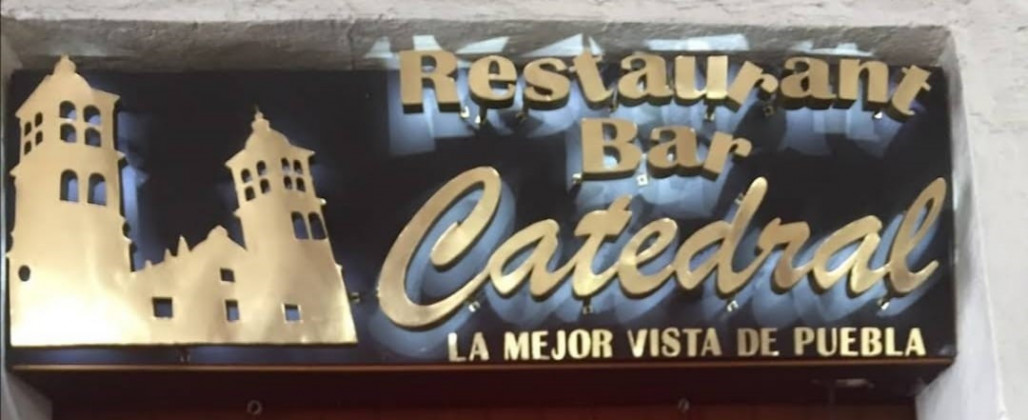 Restaurant
Bar
Catedral
LA MEJOR VISTA DE PUEBLA